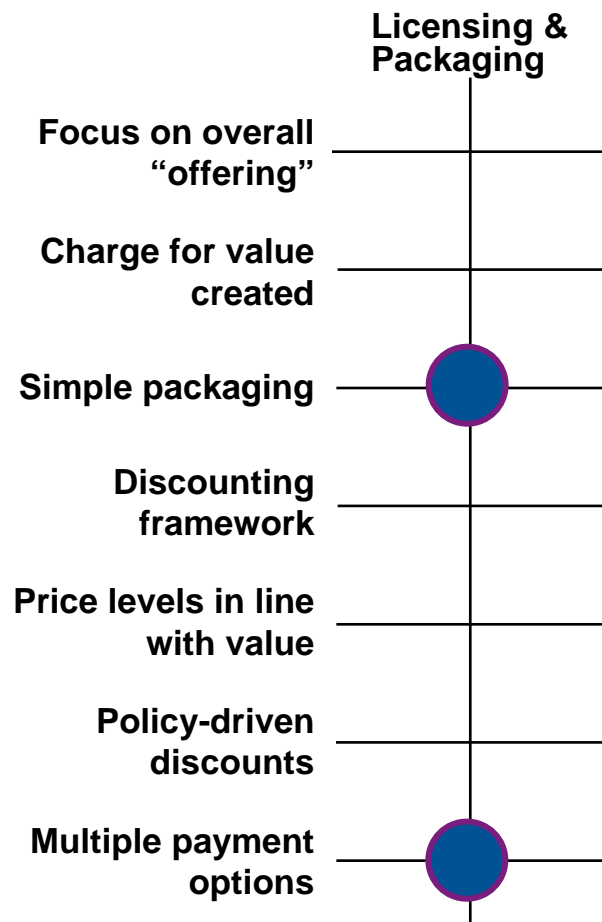 Licensing &
Packaging
Focus on overall
“offering”
Charge for value
created
Simple packaging
Discounting
framework
Price levels in line
with value
Policy-driven
discounts
Multiple payment
options